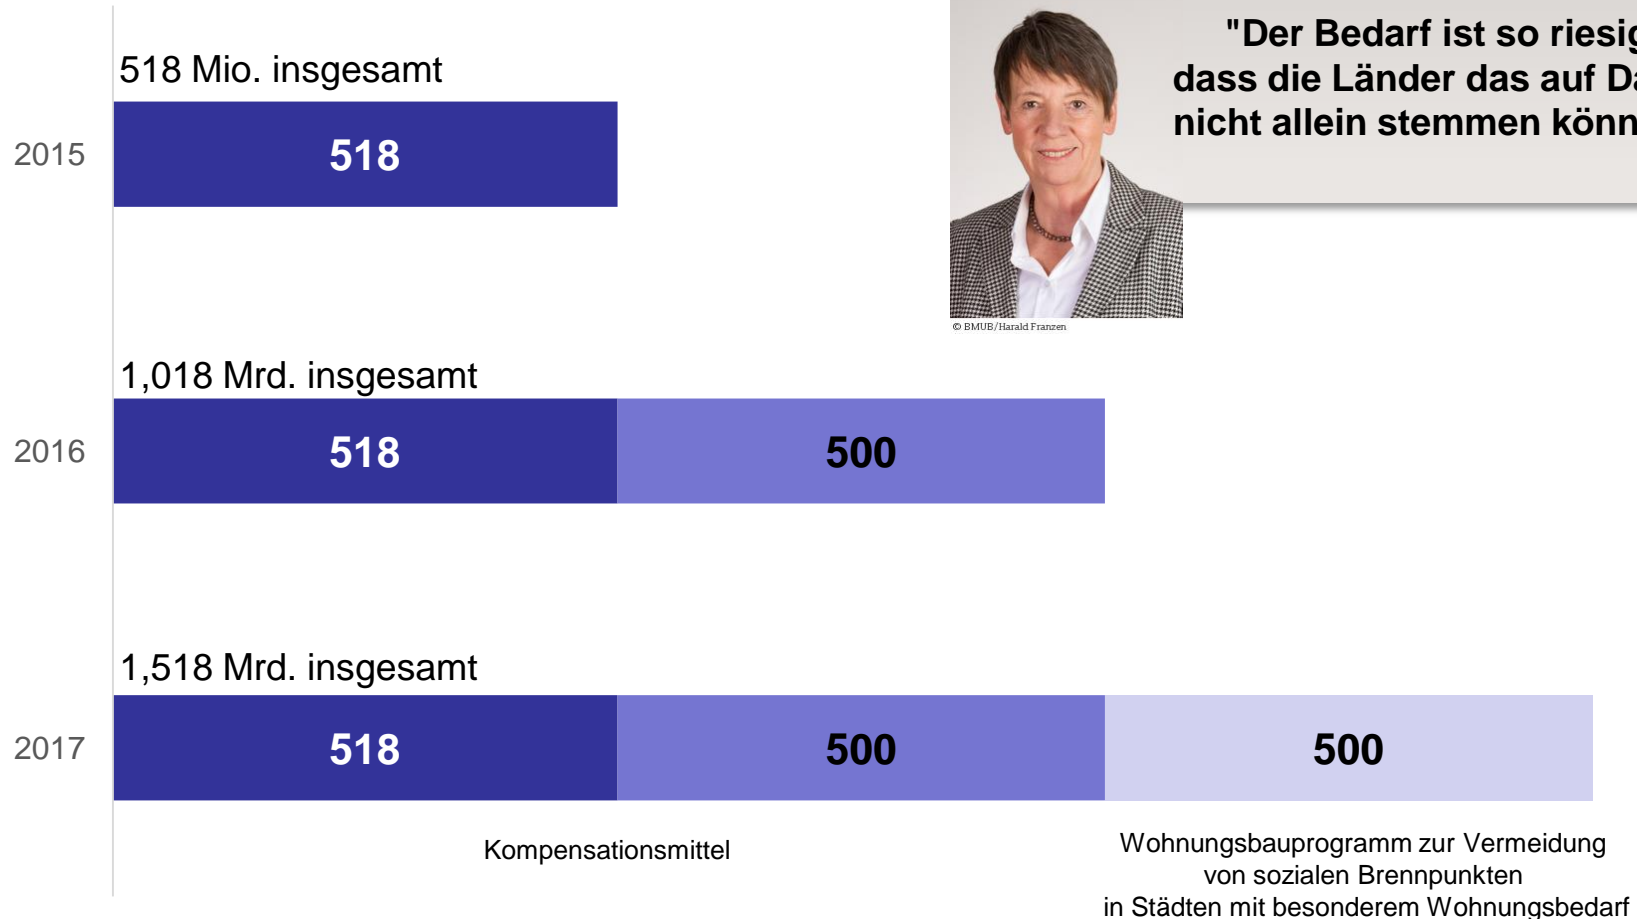 "Der Bedarf ist so riesig
dass die Länder das auf
nicht allein stemmen
© BMUB/Harald Franzen
518 Mio. insgesamt
2015
518
1,018 Mrd. insgesamt
2016
518 500
1,518 Mrd. insgesamt
2017
518 500 500
Kompensationsmittel
Wohnungsbauprogramm zur Vermeidung
von sozialen Brennpunkten
in Städten mit besonderem Wohnungsbedarf